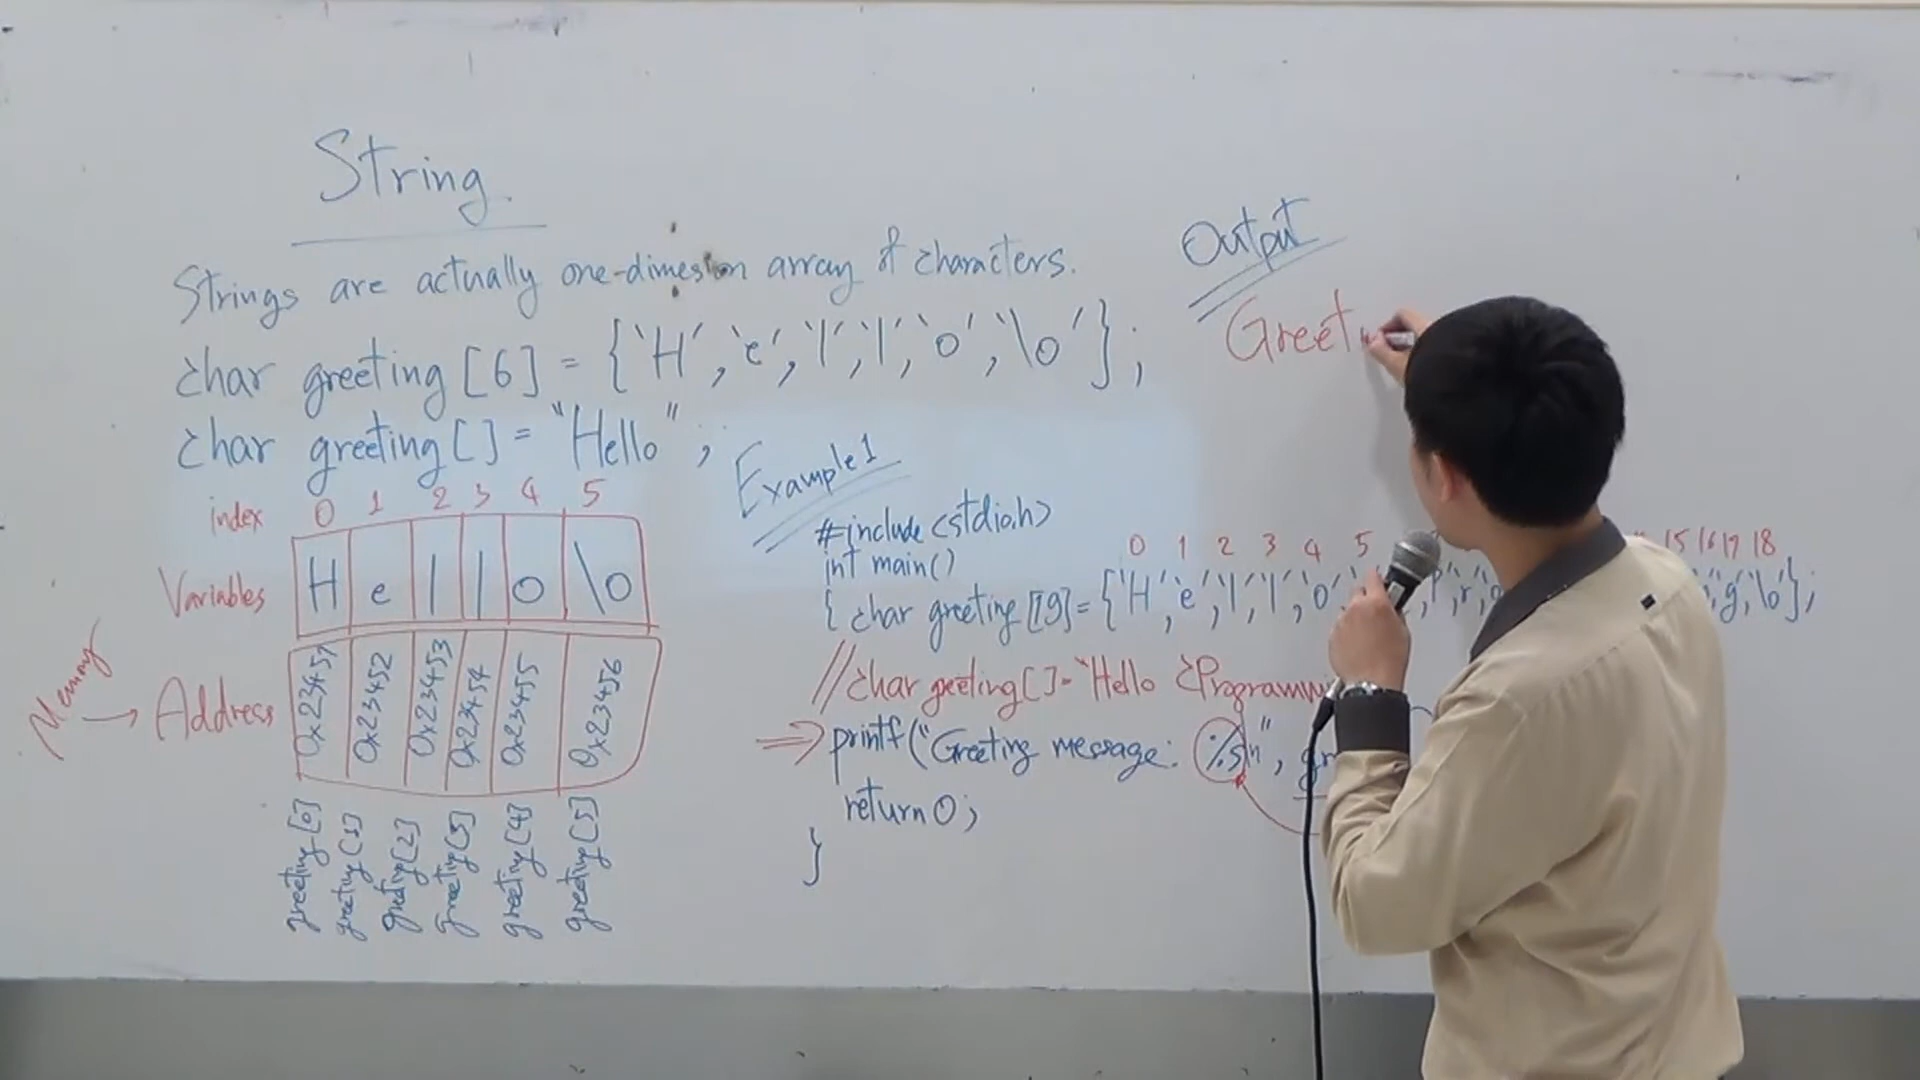 String
Strings are actually one-dimesion array of characters.
char greeting [6] = {'H','e','l','l','o','\0'};
char greeting [ ] = "Hello";
index 0 1 2 3 4 5
Variables H e l l o \0
Memory → Address 0x23451 0x23452 0x23453 0x23454 0x23455 0x23456
greeting[0] greeting[1] greeting[2] greeting[3] greeting[4] greeting[5]
Example 1
#include <stdio.h>
int main()
0 1 2 3 4 5 15 16 17 18
{ char greeting [19] = {'H','e','l','l','o', 'r', 'g','\0'};
// char greeting[] = "Hello CProgrammi
⇒ printf("Greeting message: %s\n", gr
return 0;
}
Output
Greet